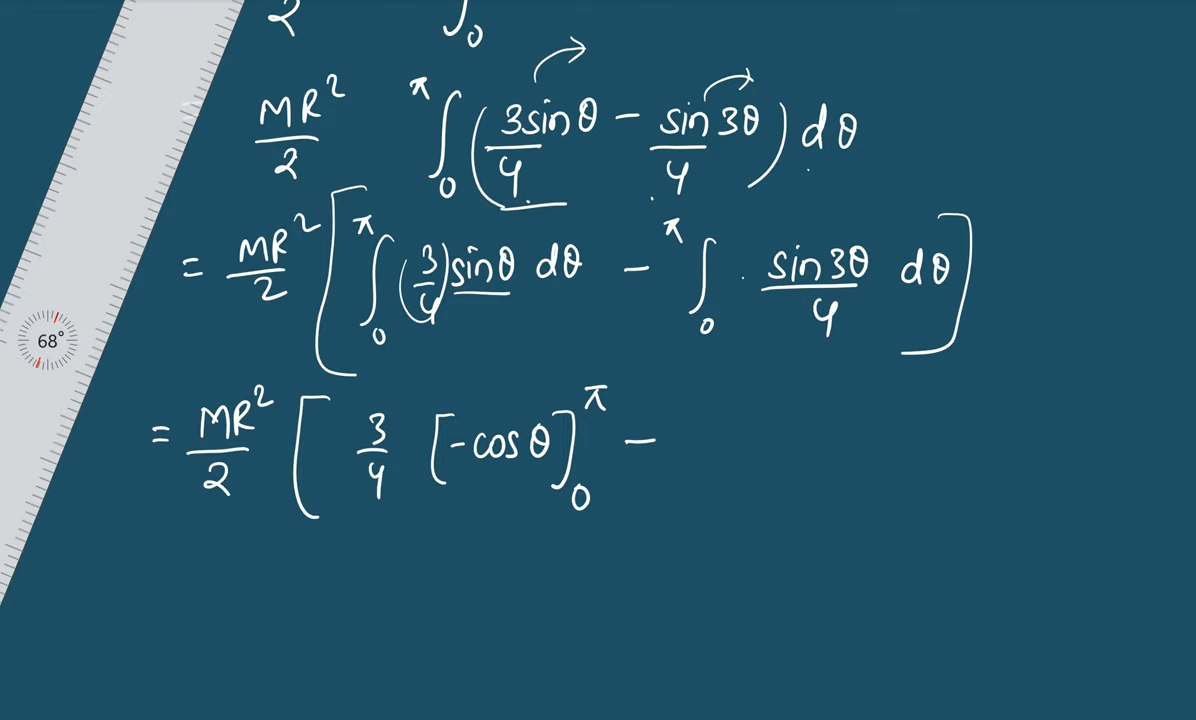 2 ∫₀
MR²/2 ∫₀^π (3sinθ/4 − sin3θ/4) dθ
= MR²/2 [ ∫₀^π (3/4) sinθ dθ − ∫₀^π sin3θ/4 dθ ]
68°
= MR²/2 [ 3/4 [−cosθ]₀^π −